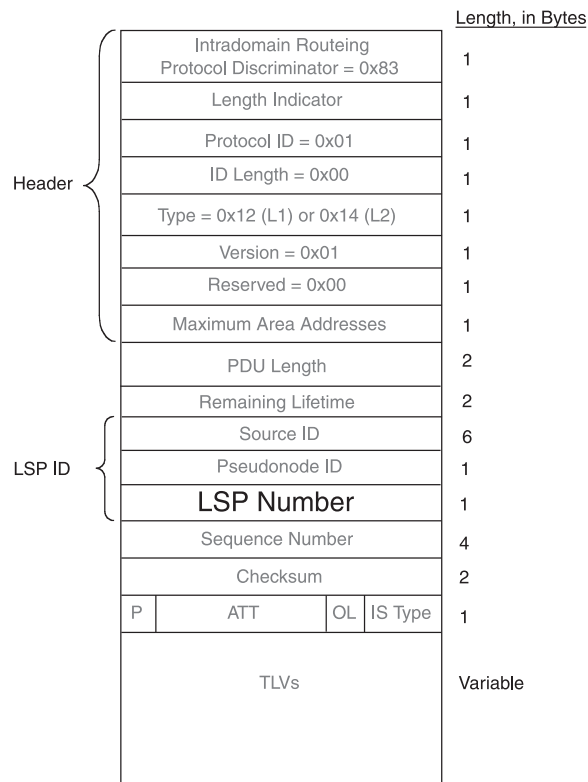 Length, in Bytes
Intradomain Routeing
Protocol Discriminator = 0x83
1
Length Indicator
1
Protocol ID = 0x01
1
Header
ID Length = 0x00
1
Type = 0x12 (L1) or 0x14 (L2)
1
Version = 0x01
1
Reserved = 0x00
1
Maximum Area Addresses
1
PDU Length
2
Remaining Lifetime
2
Source ID
6
LSP ID
Pseudonode ID
1
LSP Number
1
Sequence Number
4
Checksum
2
P
ATT
OL
IS Type
1
TLVs
Variable